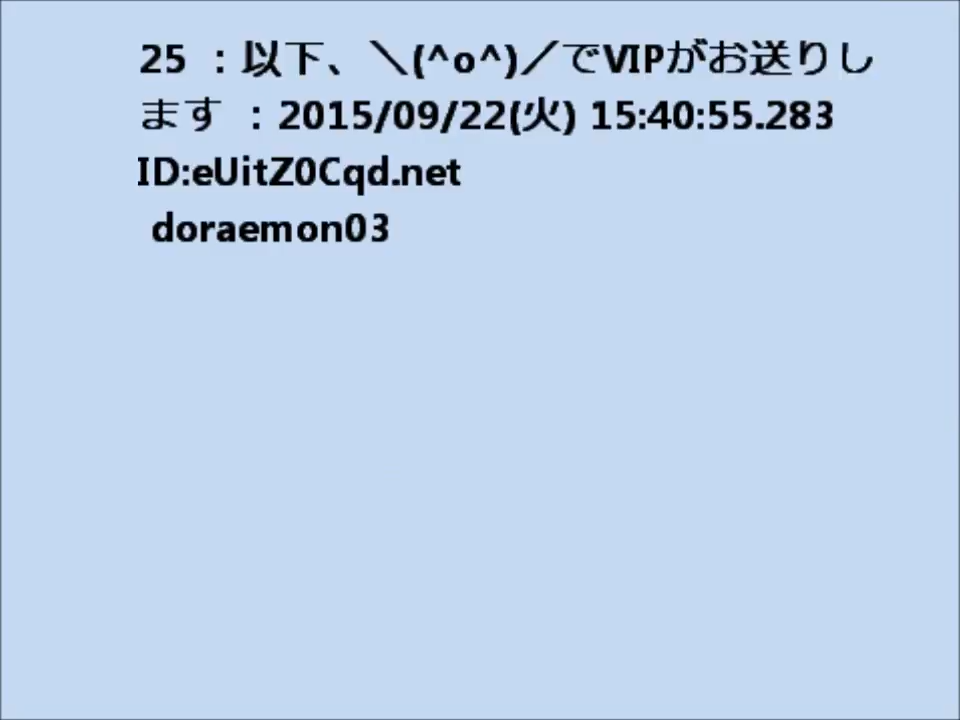 25 ：以下、＼(^o^)／でVIPがお送りし
ます ：2015/09/22(火) 15:40:55.283
ID:eUitZ0Cqd.net
doraemon03